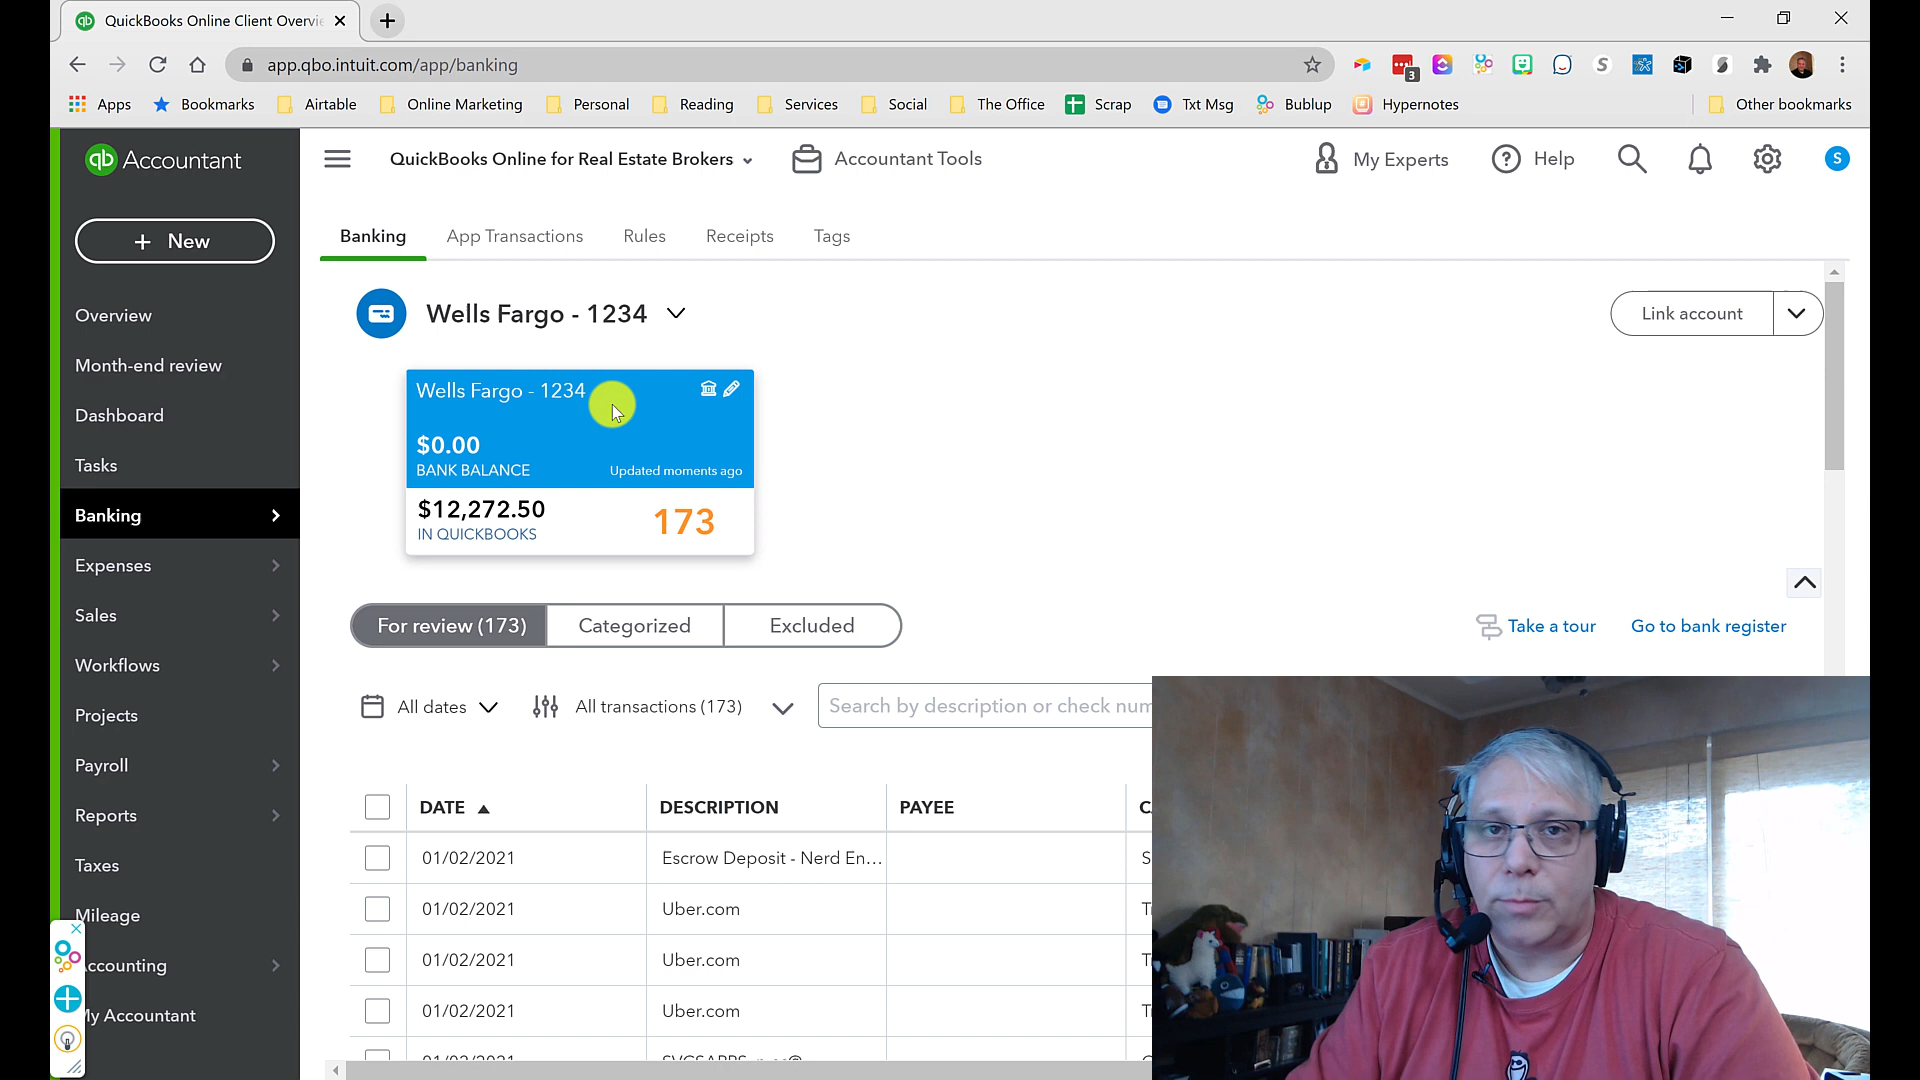 QuickBooks Online Client Overvi
app.qbo.intuit.com/app/banking
3
Apps Bookmarks Airtable Online Marketing Personal Reading Services Social The Office Scrap Txt Msg Bublup Hypernotes Other bookmarks
qb Accountant
QuickBooks Online for Real Estate Brokers
Accountant Tools
My Experts
Help
S
+ New
Banking App Transactions Rules Receipts Tags
Overview
Month-end review
Dashboard
Tasks
Banking
Expenses
Sales
Workflows
Projects
Payroll
Reports
Taxes
Mileage
ccounting
y Accountant
Wells Fargo - 1234
Link account
Wells Fargo - 1234
$0.00
BANK BALANCE
Updated moments ago
$12,272.50
IN QUICKBOOKS
173
For review (173) Categorized Excluded
Take a tour
Go to bank register
All dates
All transactions (173)
Search by description or check num
DATE DESCRIPTION PAYEE C
01/02/2021 Escrow Deposit - Nerd En... S
01/02/2021 Uber.com T
01/02/2021 Uber.com T
01/02/2021 Uber.com T
01/02/2021